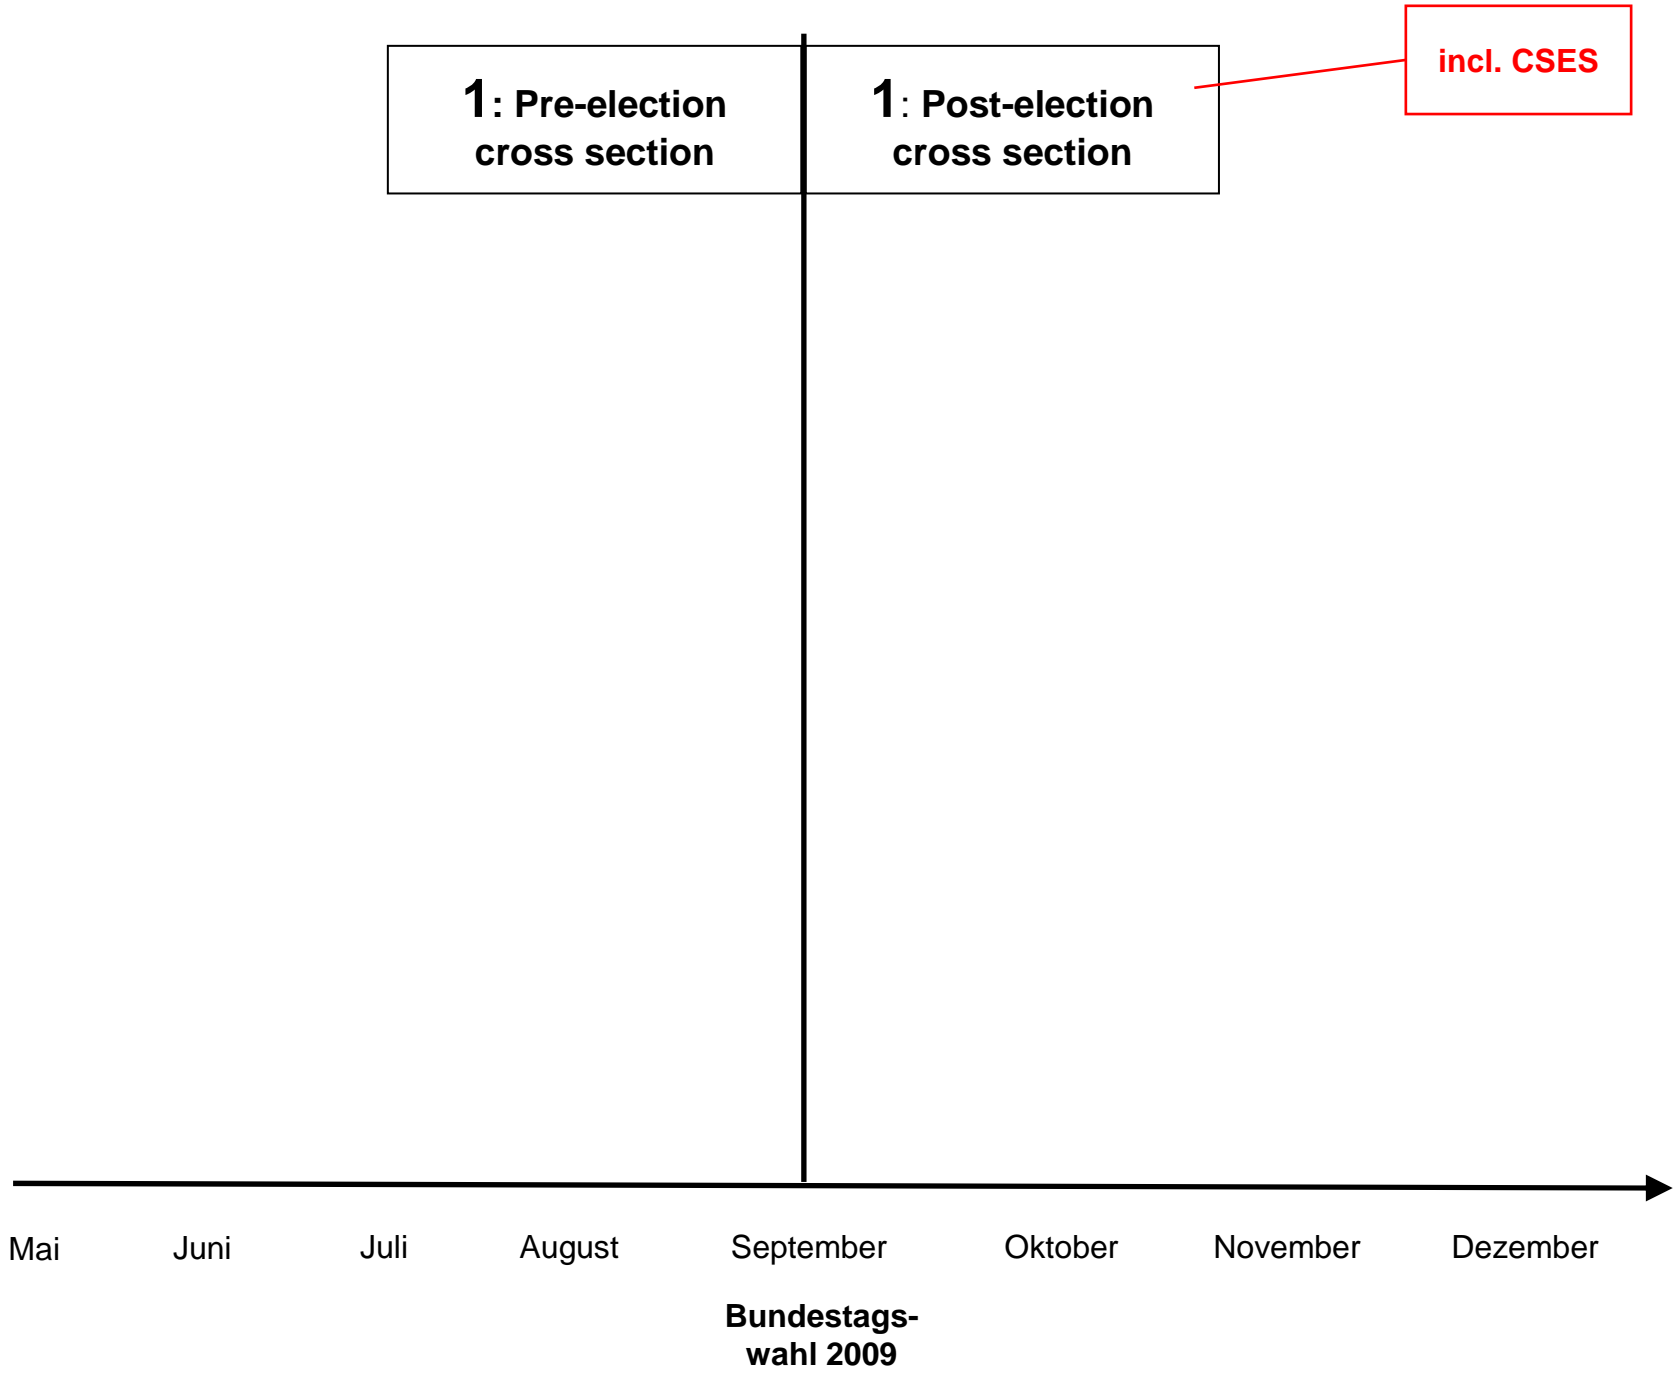 incl. CSES
1: Pre-election
cross section
1: Post-election
cross section
Mai
Juni
Juli
August
September
Oktober
November
Dezember
Bundestags-
wahl 2009